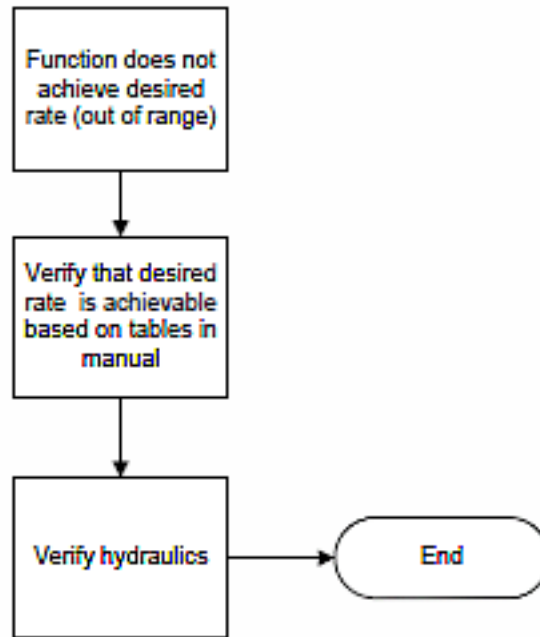 Function does not
achieve desired
rate (out of range)
Verify that desired
rate is achievable
based on tables in
manual
Verify hydraulics
End